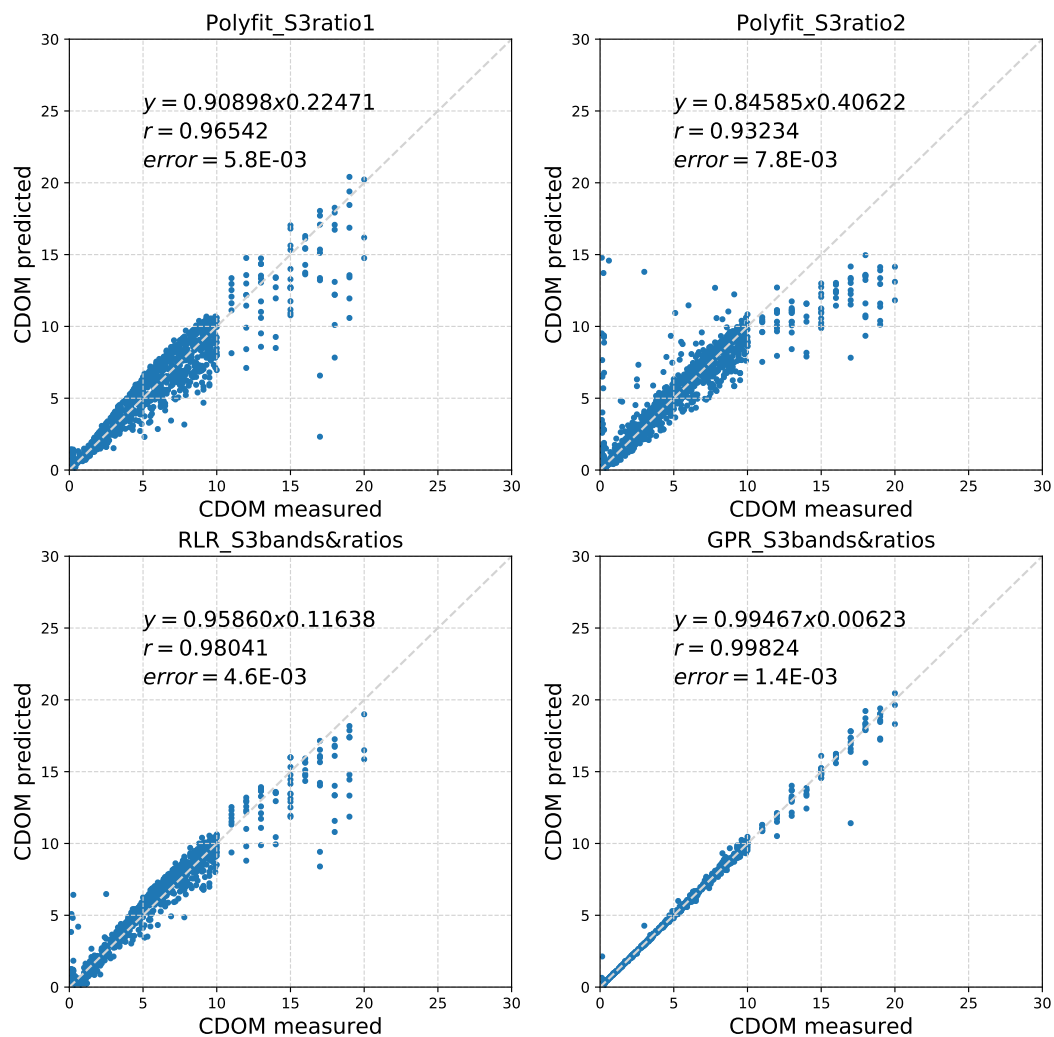 Polyfit_S3ratio1
y = 0.90898x0.22471
r = 0.96542
error = 5.8E-03
CDOM predicted
30
25
20
15
10
5
0
0 5 10 15 20 25 30
CDOM measured
Polyfit_S3ratio2
y = 0.84585x0.40622
r = 0.93234
error = 7.8E-03
CDOM predicted
30
25
20
15
10
5
0
0 5 10 15 20 25 30
CDOM measured
RLR_S3bands&ratios
y = 0.95860x0.11638
r = 0.98041
error = 4.6E-03
CDOM predicted
30
25
20
15
10
5
0
0 5 10 15 20 25 30
CDOM measured
GPR_S3bands&ratios
y = 0.99467x0.00623
r = 0.99824
error = 1.4E-03
CDOM predicted
30
25
20
15
10
5
0
0 5 10 15 20 25 30
CDOM measured